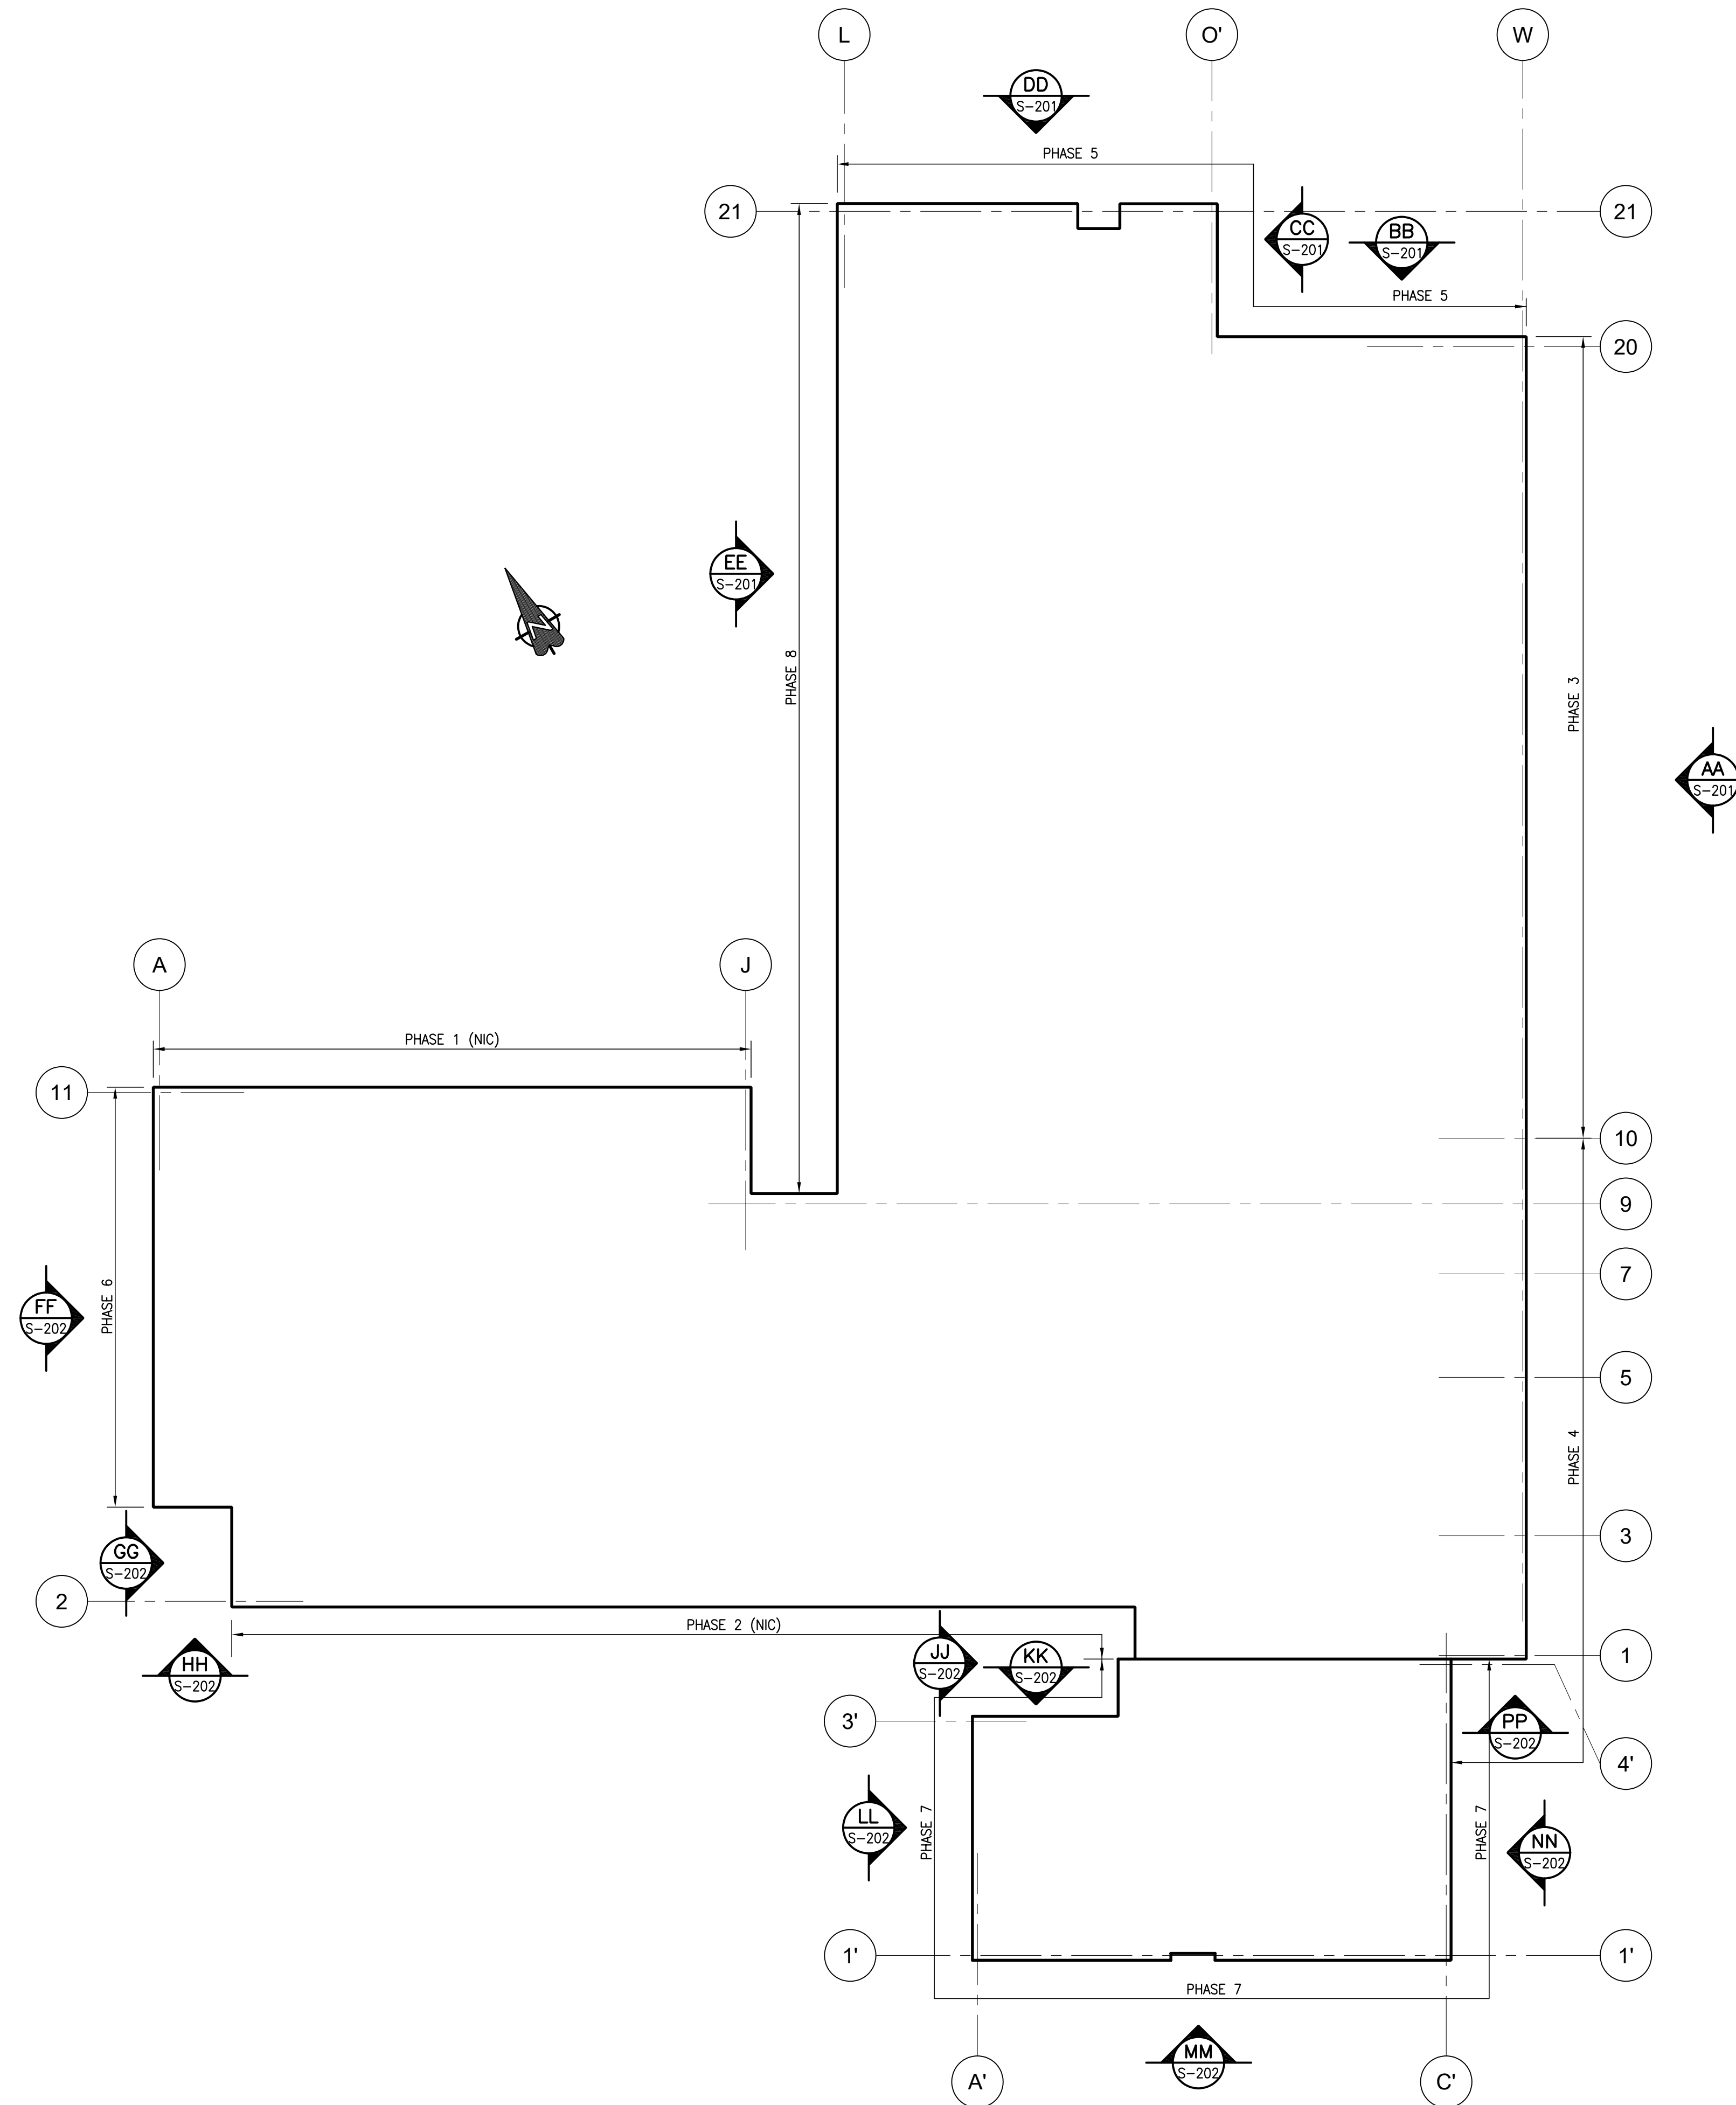 L
O'
W
DD
S-201
PHASE 5
21
21
CC
S-201
BB
S-201
PHASE 5
20
EE
S-201
N
PHASE 8
PHASE 3
AA
S-201
A
J
PHASE 1 (NIC)
11
10
9
7
PHASE 6
FF
S-202
5
PHASE 4
3
GG
S-202
2
PHASE 2 (NIC)
HH
S-202
JJ
S-202
KK
S-202
1
3'
PP
S-202
4'
LL
S-202
PHASE 7
PHASE 7
NN
S-202
1'
1'
PHASE 7
MM
S-202
A'
C'